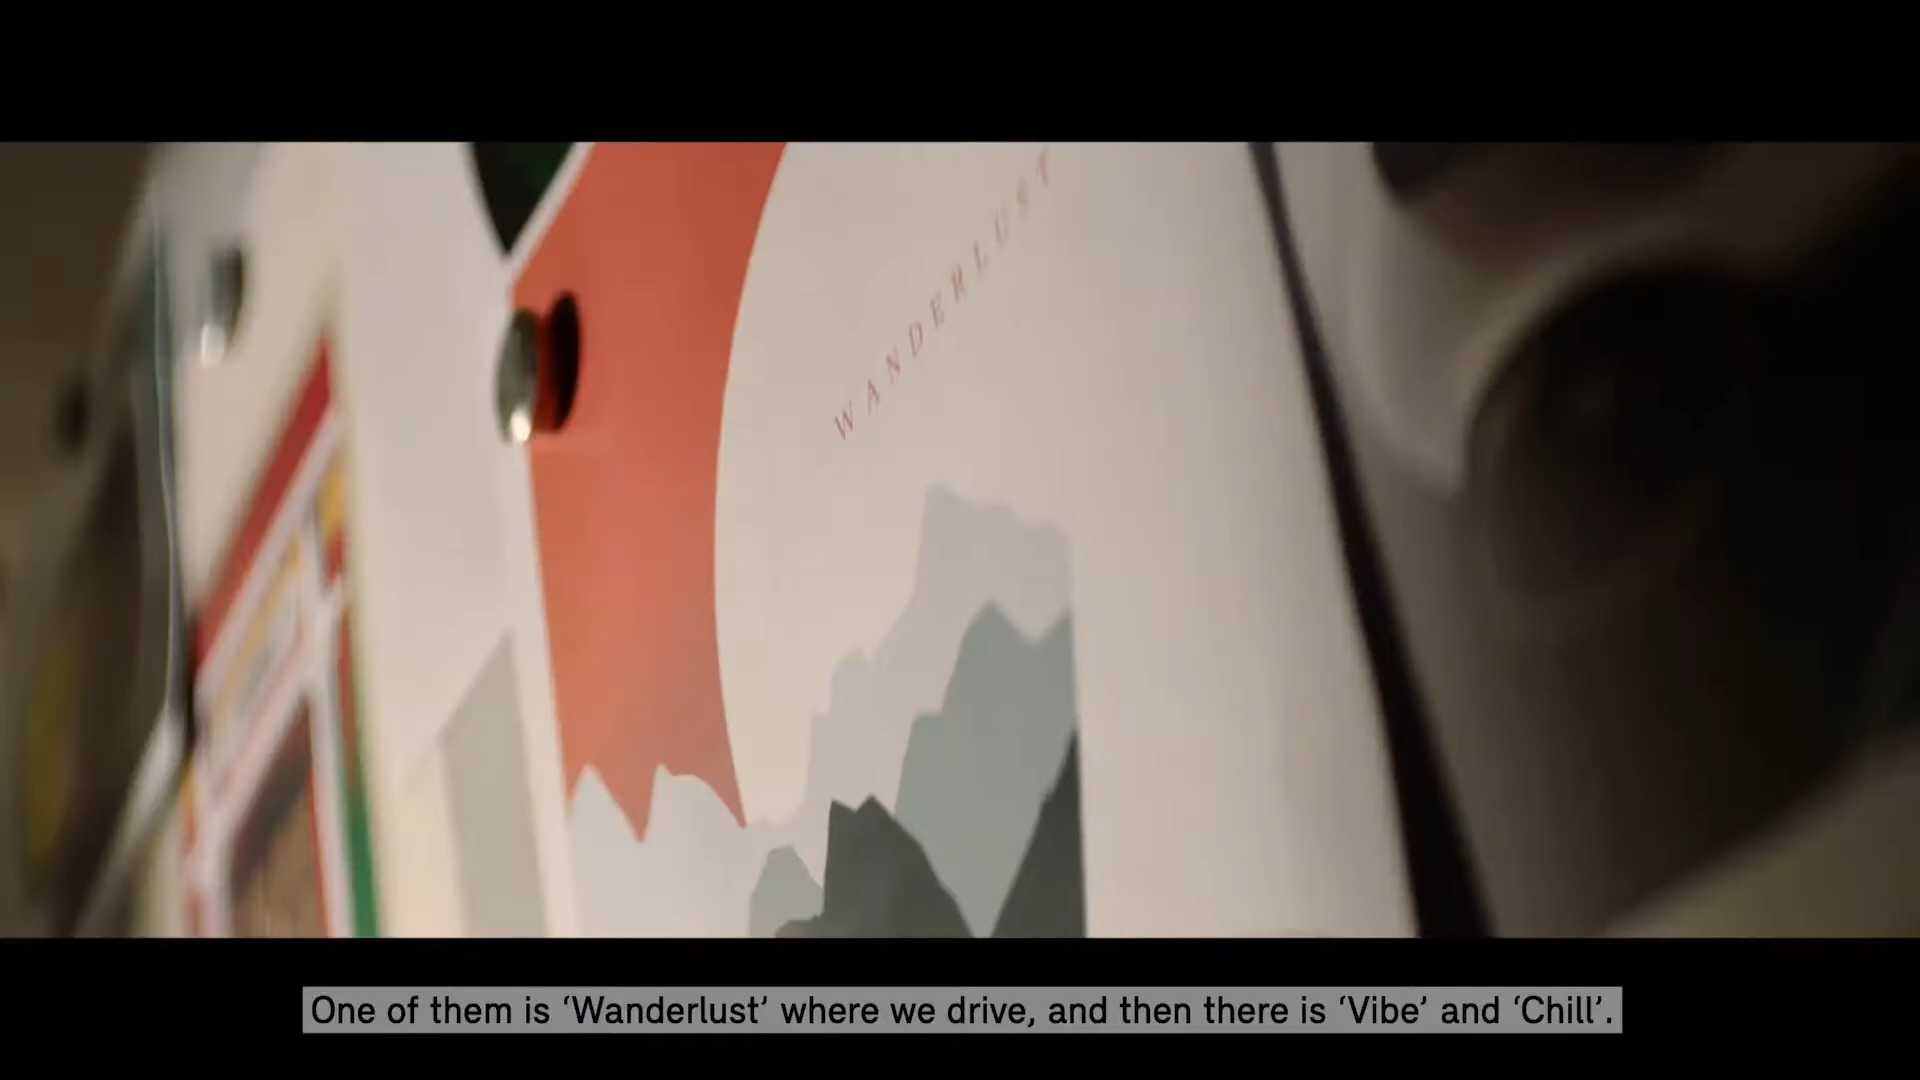 WANDERLUST
One of them is ‘Wanderlust’ where we drive, and then there is ‘Vibe’ and ‘Chill’.